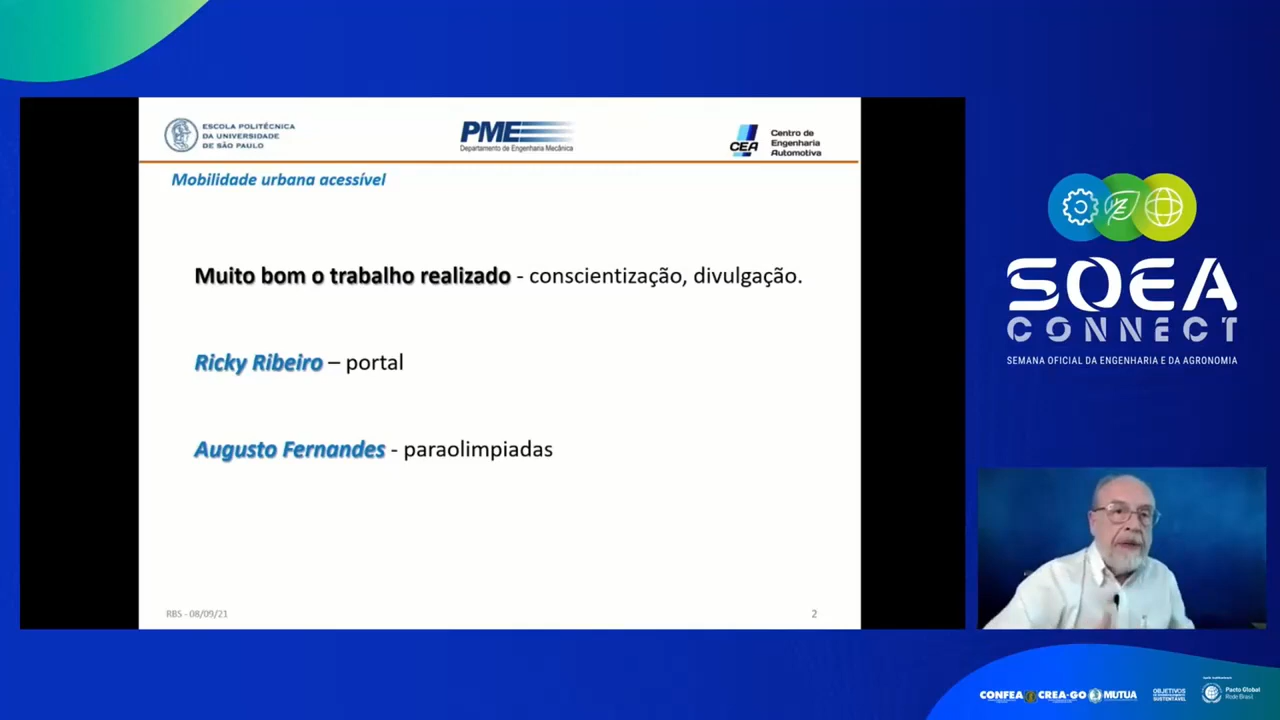 ESCOLA POLITÉCNICA
DA UNIVERSIDADE
DE SÃO PAULO
PME
Departamento de Engenharia Mecânica
CEA
Centro de
Engenharia
Automotiva
Mobilidade urbana acessível
Muito bom o trabalho realizado - conscientização, divulgação.
Ricky Ribeiro – portal
Augusto Fernandes - paraolimpiadas
RBS - 08/09/21
2
SOEA
CONNECT
SEMANA OFICIAL DA ENGENHARIA E DA AGRONOMIA
CONFEA CREA-GO MUTUA
OBJETIVOS
SUSTENTÁVEL
Pacto Global
Rede Brasil